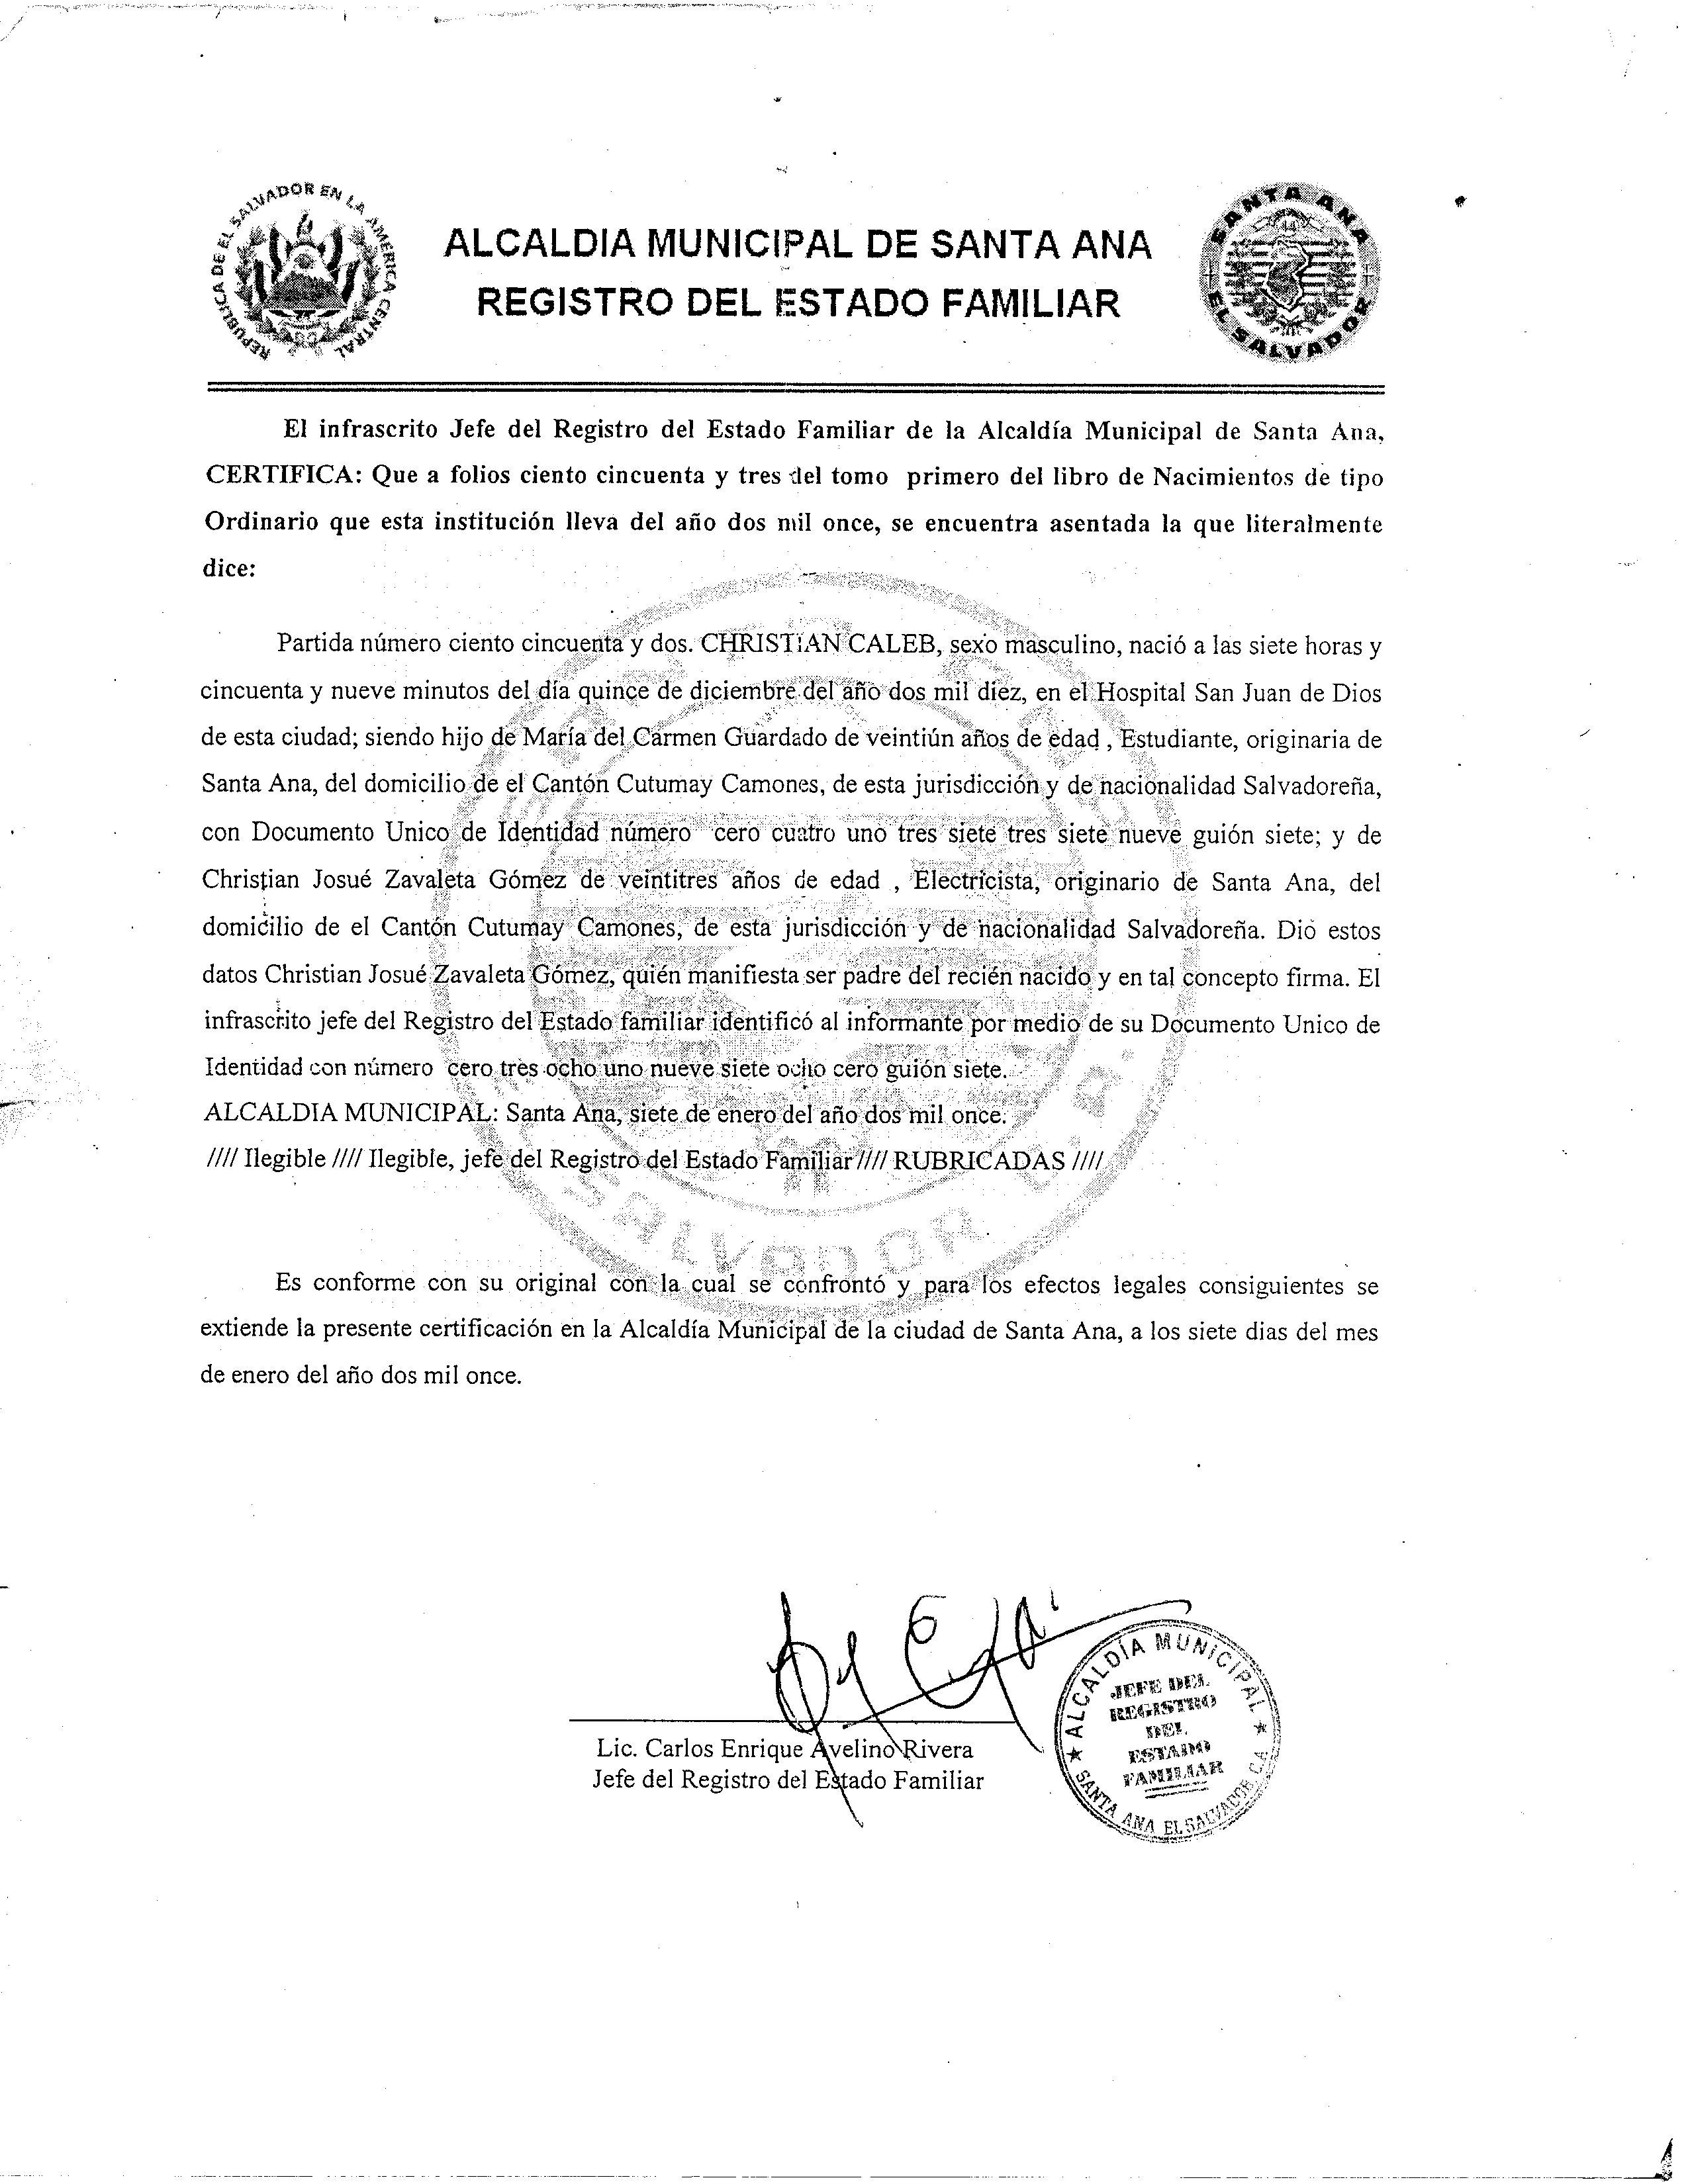 REPUBLICA DE EL SALVADOR EN LA AMERICA CENTRAL
ALCALDIA MUNICIPAL DE SANTA ANA
REGISTRO DEL ESTADO FAMILIAR
SANTA ANA
EL SALVADOR
El infrascrito Jefe del Registro del Estado Familiar de la Alcaldía Municipal de Santa Ana,
CERTIFICA: Que a folios ciento cincuenta y tres del tomo primero del libro de Nacimientos de tipo
Ordinario que esta institución lleva del año dos mil once, se encuentra asentada la que literalmente
dice:
Partida número ciento cincuenta y dos. CHRISTIAN CALEB, sexo masculino, nació a las siete horas y
cincuenta y nueve minutos del día quince de diciembre del año dos mil diez, en el Hospital San Juan de Dios
de esta ciudad; siendo hijo de María del Carmen Guardado de veintiún años de edad , Estudiante, originaria de
Santa Ana, del domicilio de el Cantón Cutumay Camones, de esta jurisdicción y de nacionalidad Salvadoreña,
con Documento Unico de Identidad número cero cuatro uno tres siete tres siete nueve guión siete; y de
Christian Josué Zavaleta Gómez de veintitres años de edad , Electricista, originario de Santa Ana, del
domicilio de el Cantón Cutumay Camones, de esta jurisdicción y de nacionalidad Salvadoreña. Dió estos
datos Christian Josué Zavaleta Gómez, quién manifiesta ser padre del recién nacido y en tal concepto firma. El
infrascrito jefe del Registro del Estado familiar identificó al informante por medio de su Documento Unico de
Identidad con número cero tres ocho uno nueve siete ocho cero guión siete.
ALCALDIA MUNICIPAL: Santa Ana, siete de enero del año dos mil once.
//// Ilegible //// Ilegible, jefe del Registro del Estado Familiar //// RUBRICADAS ////
SALVADOR
Es conforme con su original con la cual se confrontó y para los efectos legales consiguientes se
extiende la presente certificación en la Alcaldía Municipal de la ciudad de Santa Ana, a los siete dias del mes
de enero del año dos mil once.
Lic. Carlos Enrique Avelino Rivera
Jefe del Registro del Estado Familiar
ALCALDÍA MUNICIPAL
JEFE DEL
REGISTRO
DEL
ESTADO
FAMILIAR
SANTA ANA EL SALVADOR C.A.